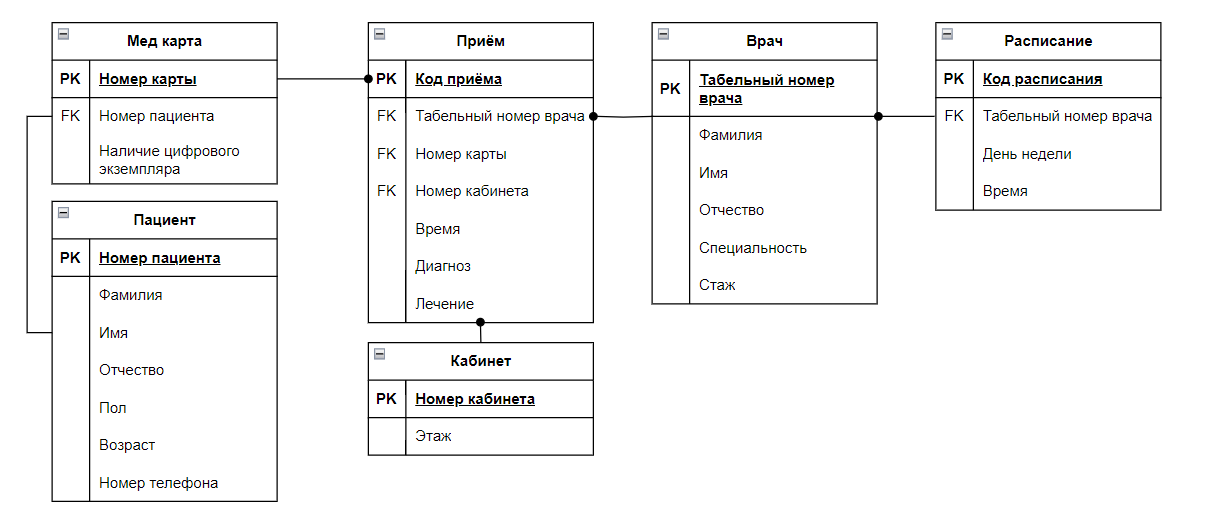 Мед карта
PK Номер карты
FK Номер пациента
Наличие цифрового
экземпляра
Пациент
PK Номер пациента
Фамилия
Имя
Отчество
Пол
Возраст
Номер телефона
Приём
PK Код приёма
FK Табельный номер врача
FK Номер карты
FK Номер кабинета
Время
Диагноз
Лечение
Кабинет
PK Номер кабинета
Этаж
Врач
PK Табельный номер
врача
Фамилия
Имя
Отчество
Специальность
Стаж
Расписание
PK Код расписания
FK Табельный номер врача
День недели
Время